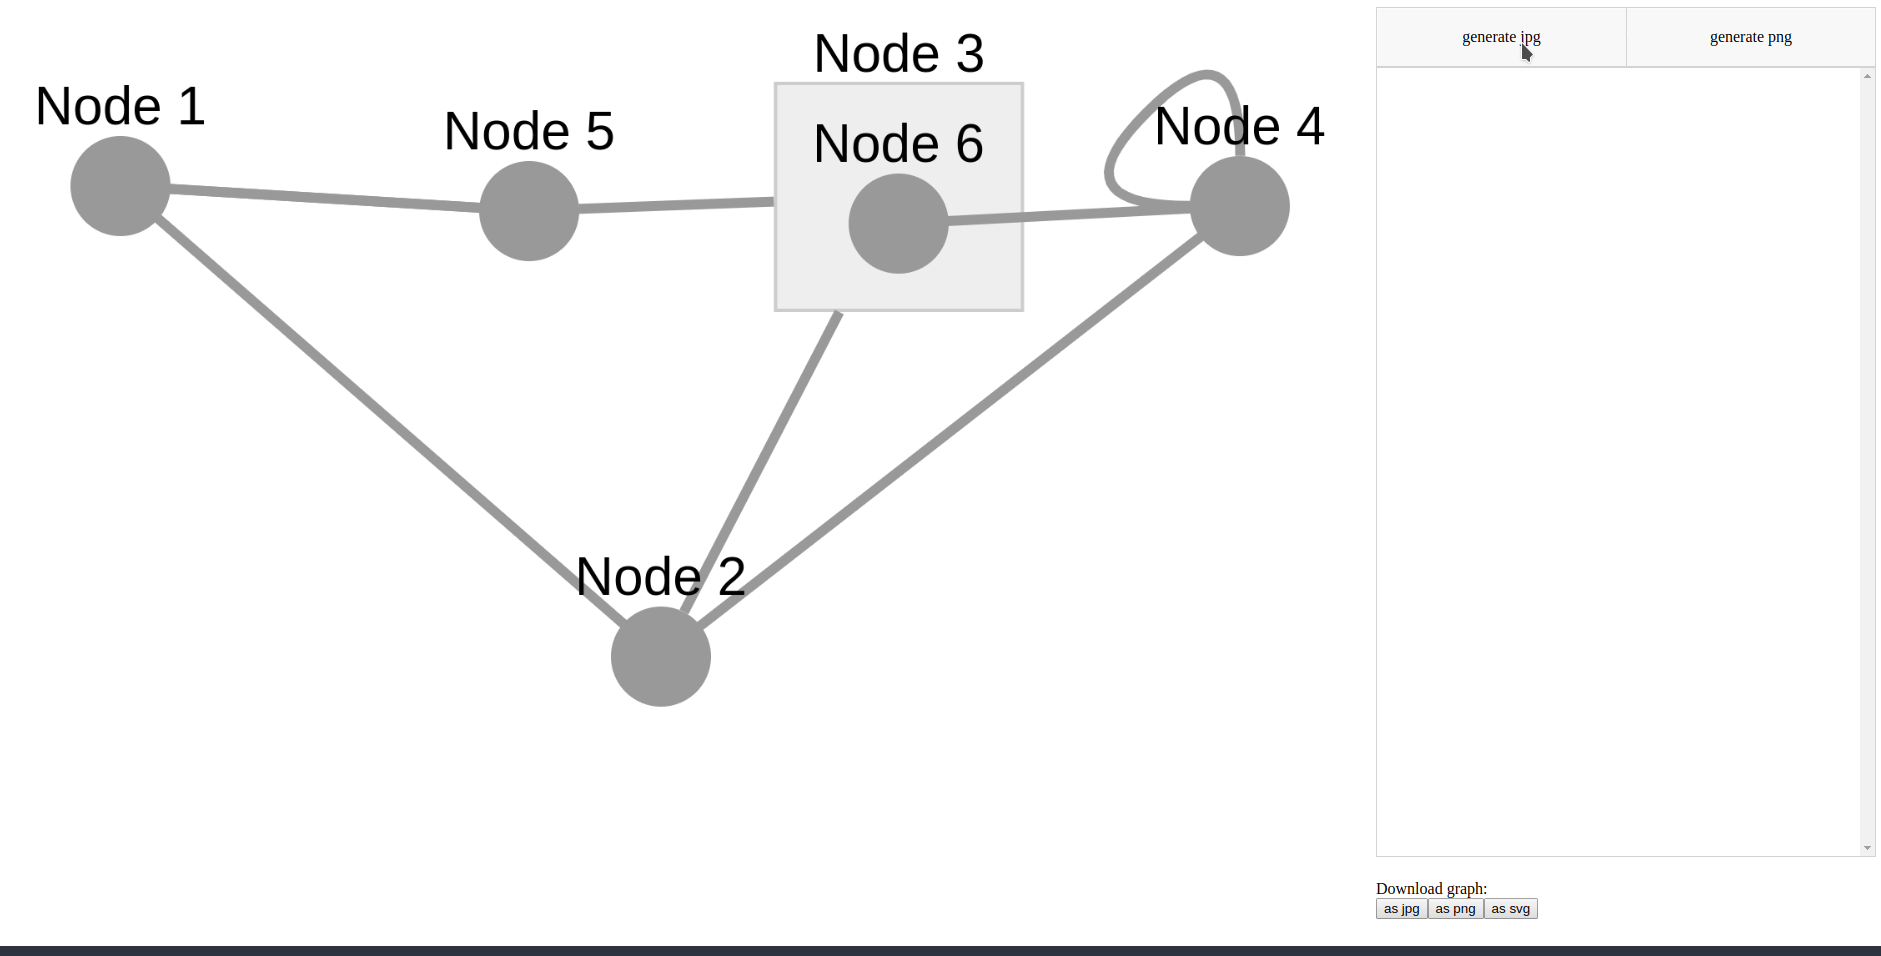 Node 1
Node 5
Node 3
Node 6
Node 4
Node 2
generate jpg
generate png
Download graph:
as jpg
as png
as svg